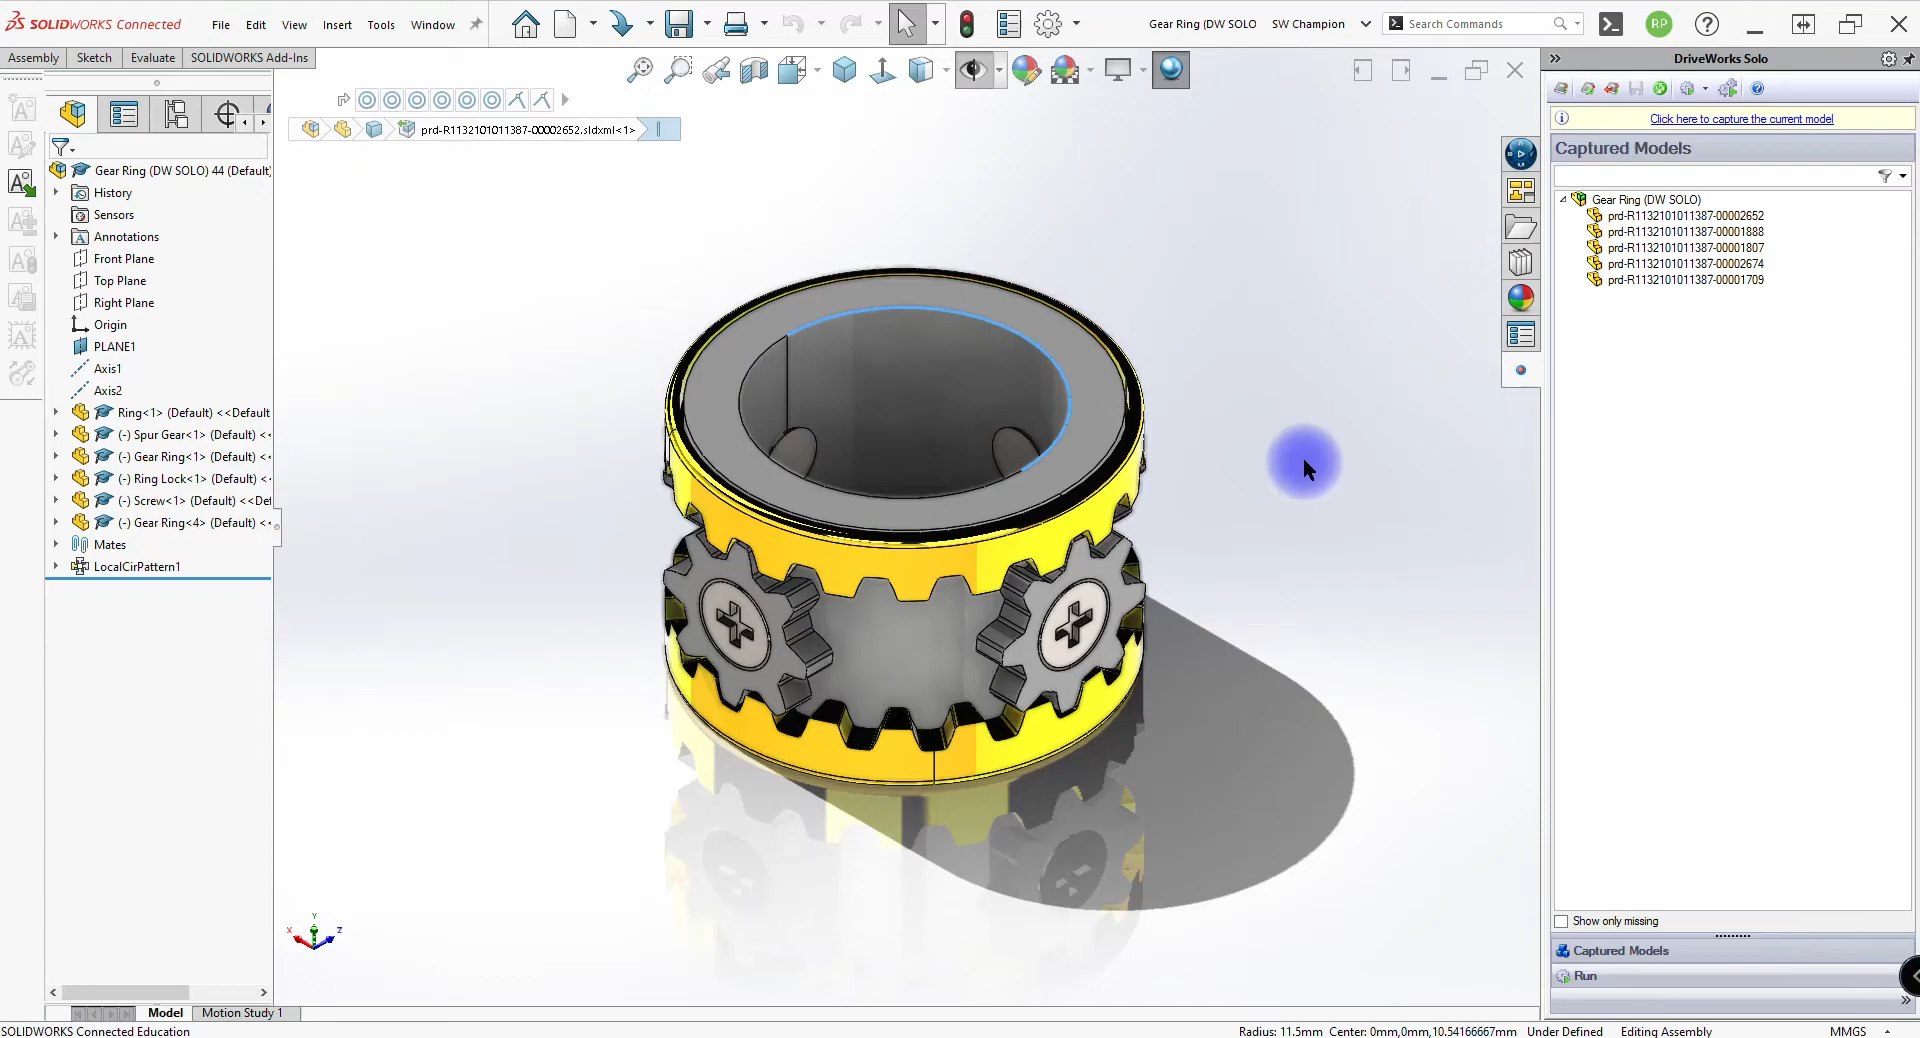 SOLIDWORKS Connected
File Edit View Insert Tools Window
Gear Ring (DW SOLO
SW Champion
Search Commands
RP
Assembly Sketch Evaluate SOLIDWORKS Add-Ins
DriveWorks Solo
prd-R1132101011387-00002652.sldxml<1>
Click here to capture the current model
Captured Models
Gear Ring (DW SOLO) 44 (Default)
History
Sensors
Annotations
Front Plane
Top Plane
Right Plane
Origin
PLANE1
Axis1
Axis2
Ring<1> (Default) <<Default
(-) Spur Gear<1> (Default) <<
(-) Gear Ring<1> (Default) <<
(-) Ring Lock<1> (Default) <<
(-) Screw<1> (Default) <<Def
(-) Gear Ring<4> (Default) <<
Mates
LocalCirPattern1
Gear Ring (DW SOLO)
prd-R1132101011387-00002652
prd-R1132101011387-00001888
prd-R1132101011387-00001807
prd-R1132101011387-00002674
prd-R1132101011387-00001709
Y
X
Z
Show only missing
Captured Models
Run
Model Motion Study 1
SOLIDWORKS Connected Education
Radius: 11.5mm Center: 0mm,0mm,10.54166667mm Under Defined Editing Assembly MMGS